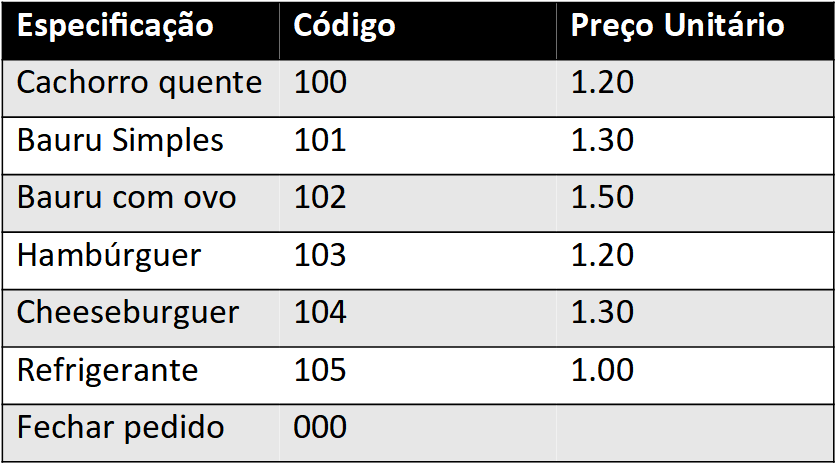 Especificação Código Preço Unitário
Cachorro quente 100 1.20
Bauru Simples 101 1.30
Bauru com ovo 102 1.50
Hambúrguer 103 1.20
Cheeseburguer 104 1.30
Refrigerante 105 1.00
Fechar pedido 000